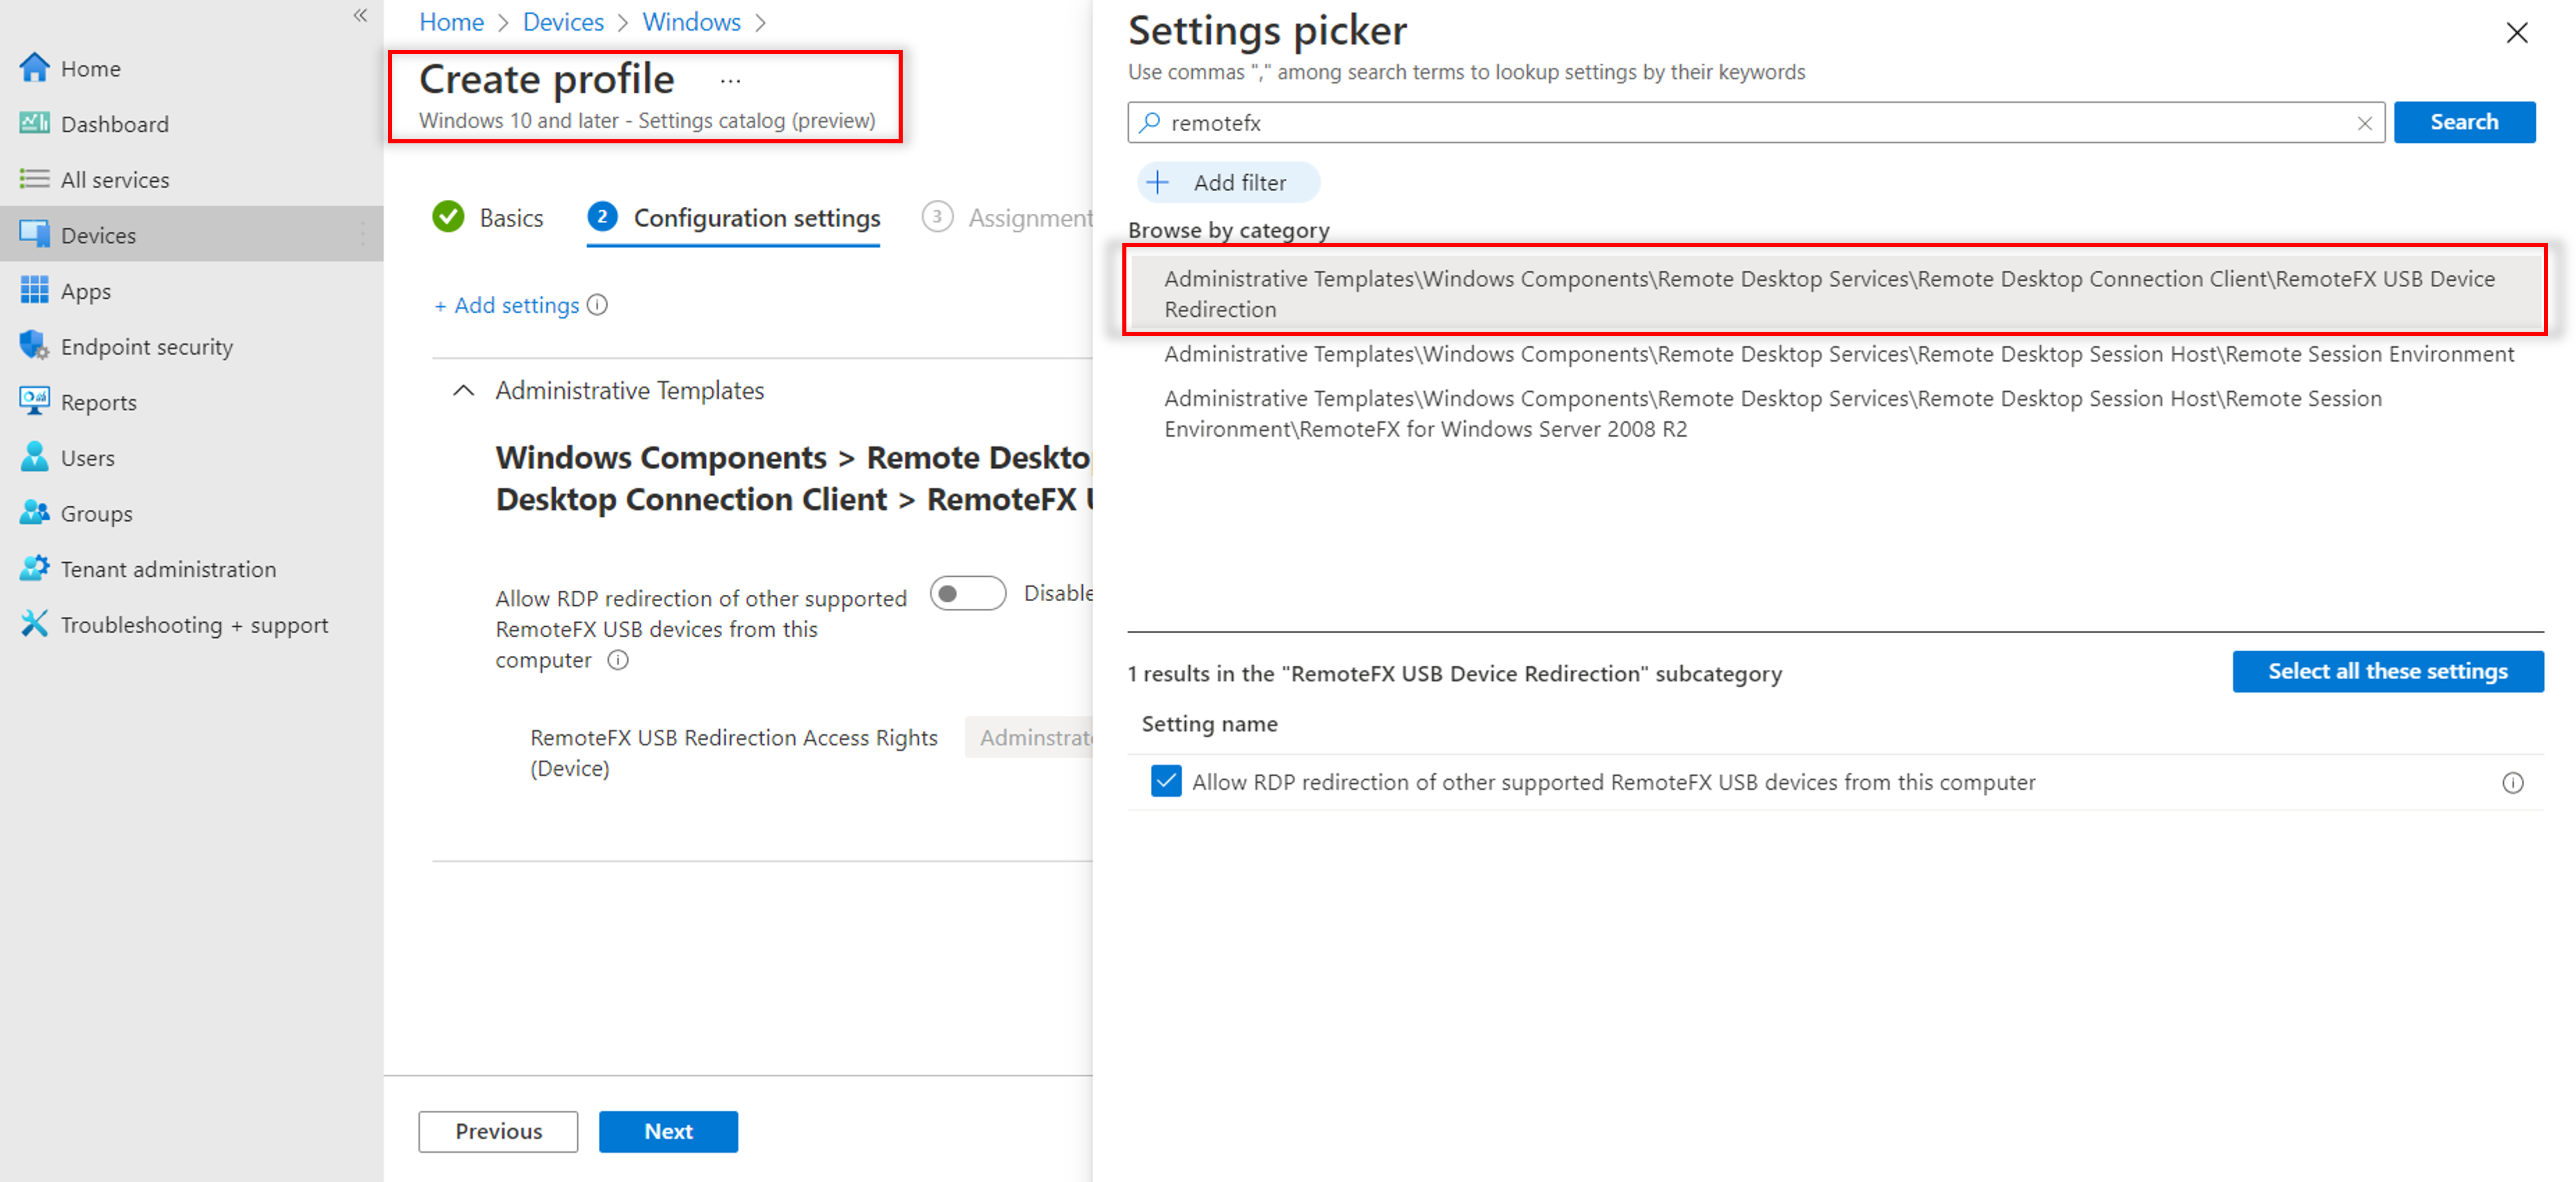 Home
Dashboard
All services
Devices
Apps
Endpoint security
Reports
Users
Groups
Tenant administration
Troubleshooting + support
Home > Devices > Windows >
Create profile ...
Windows 10 and later - Settings catalog (preview)
Basics
2 Configuration settings
3 Assignment
+ Add settings
Administrative Templates
Windows Components > Remote Deskto
Desktop Connection Client > RemoteFX U
Allow RDP redirection of other supported
RemoteFX USB devices from this
computer
Disable
RemoteFX USB Redirection Access Rights
(Device)
Adminstrat
Previous
Next
Settings picker
Use commas "," among search terms to lookup settings by their keywords
remotefx
Search
+ Add filter
Browse by category
Administrative Templates\Windows Components\Remote Desktop Services\Remote Desktop Connection Client\RemoteFX USB Device
Redirection
Administrative Templates\Windows Components\Remote Desktop Services\Remote Desktop Session Host\Remote Session Environment
Administrative Templates\Windows Components\Remote Desktop Services\Remote Desktop Session Host\Remote Session
Environment\RemoteFX for Windows Server 2008 R2
1 results in the "RemoteFX USB Device Redirection" subcategory
Select all these settings
Setting name
Allow RDP redirection of other supported RemoteFX USB devices from this computer